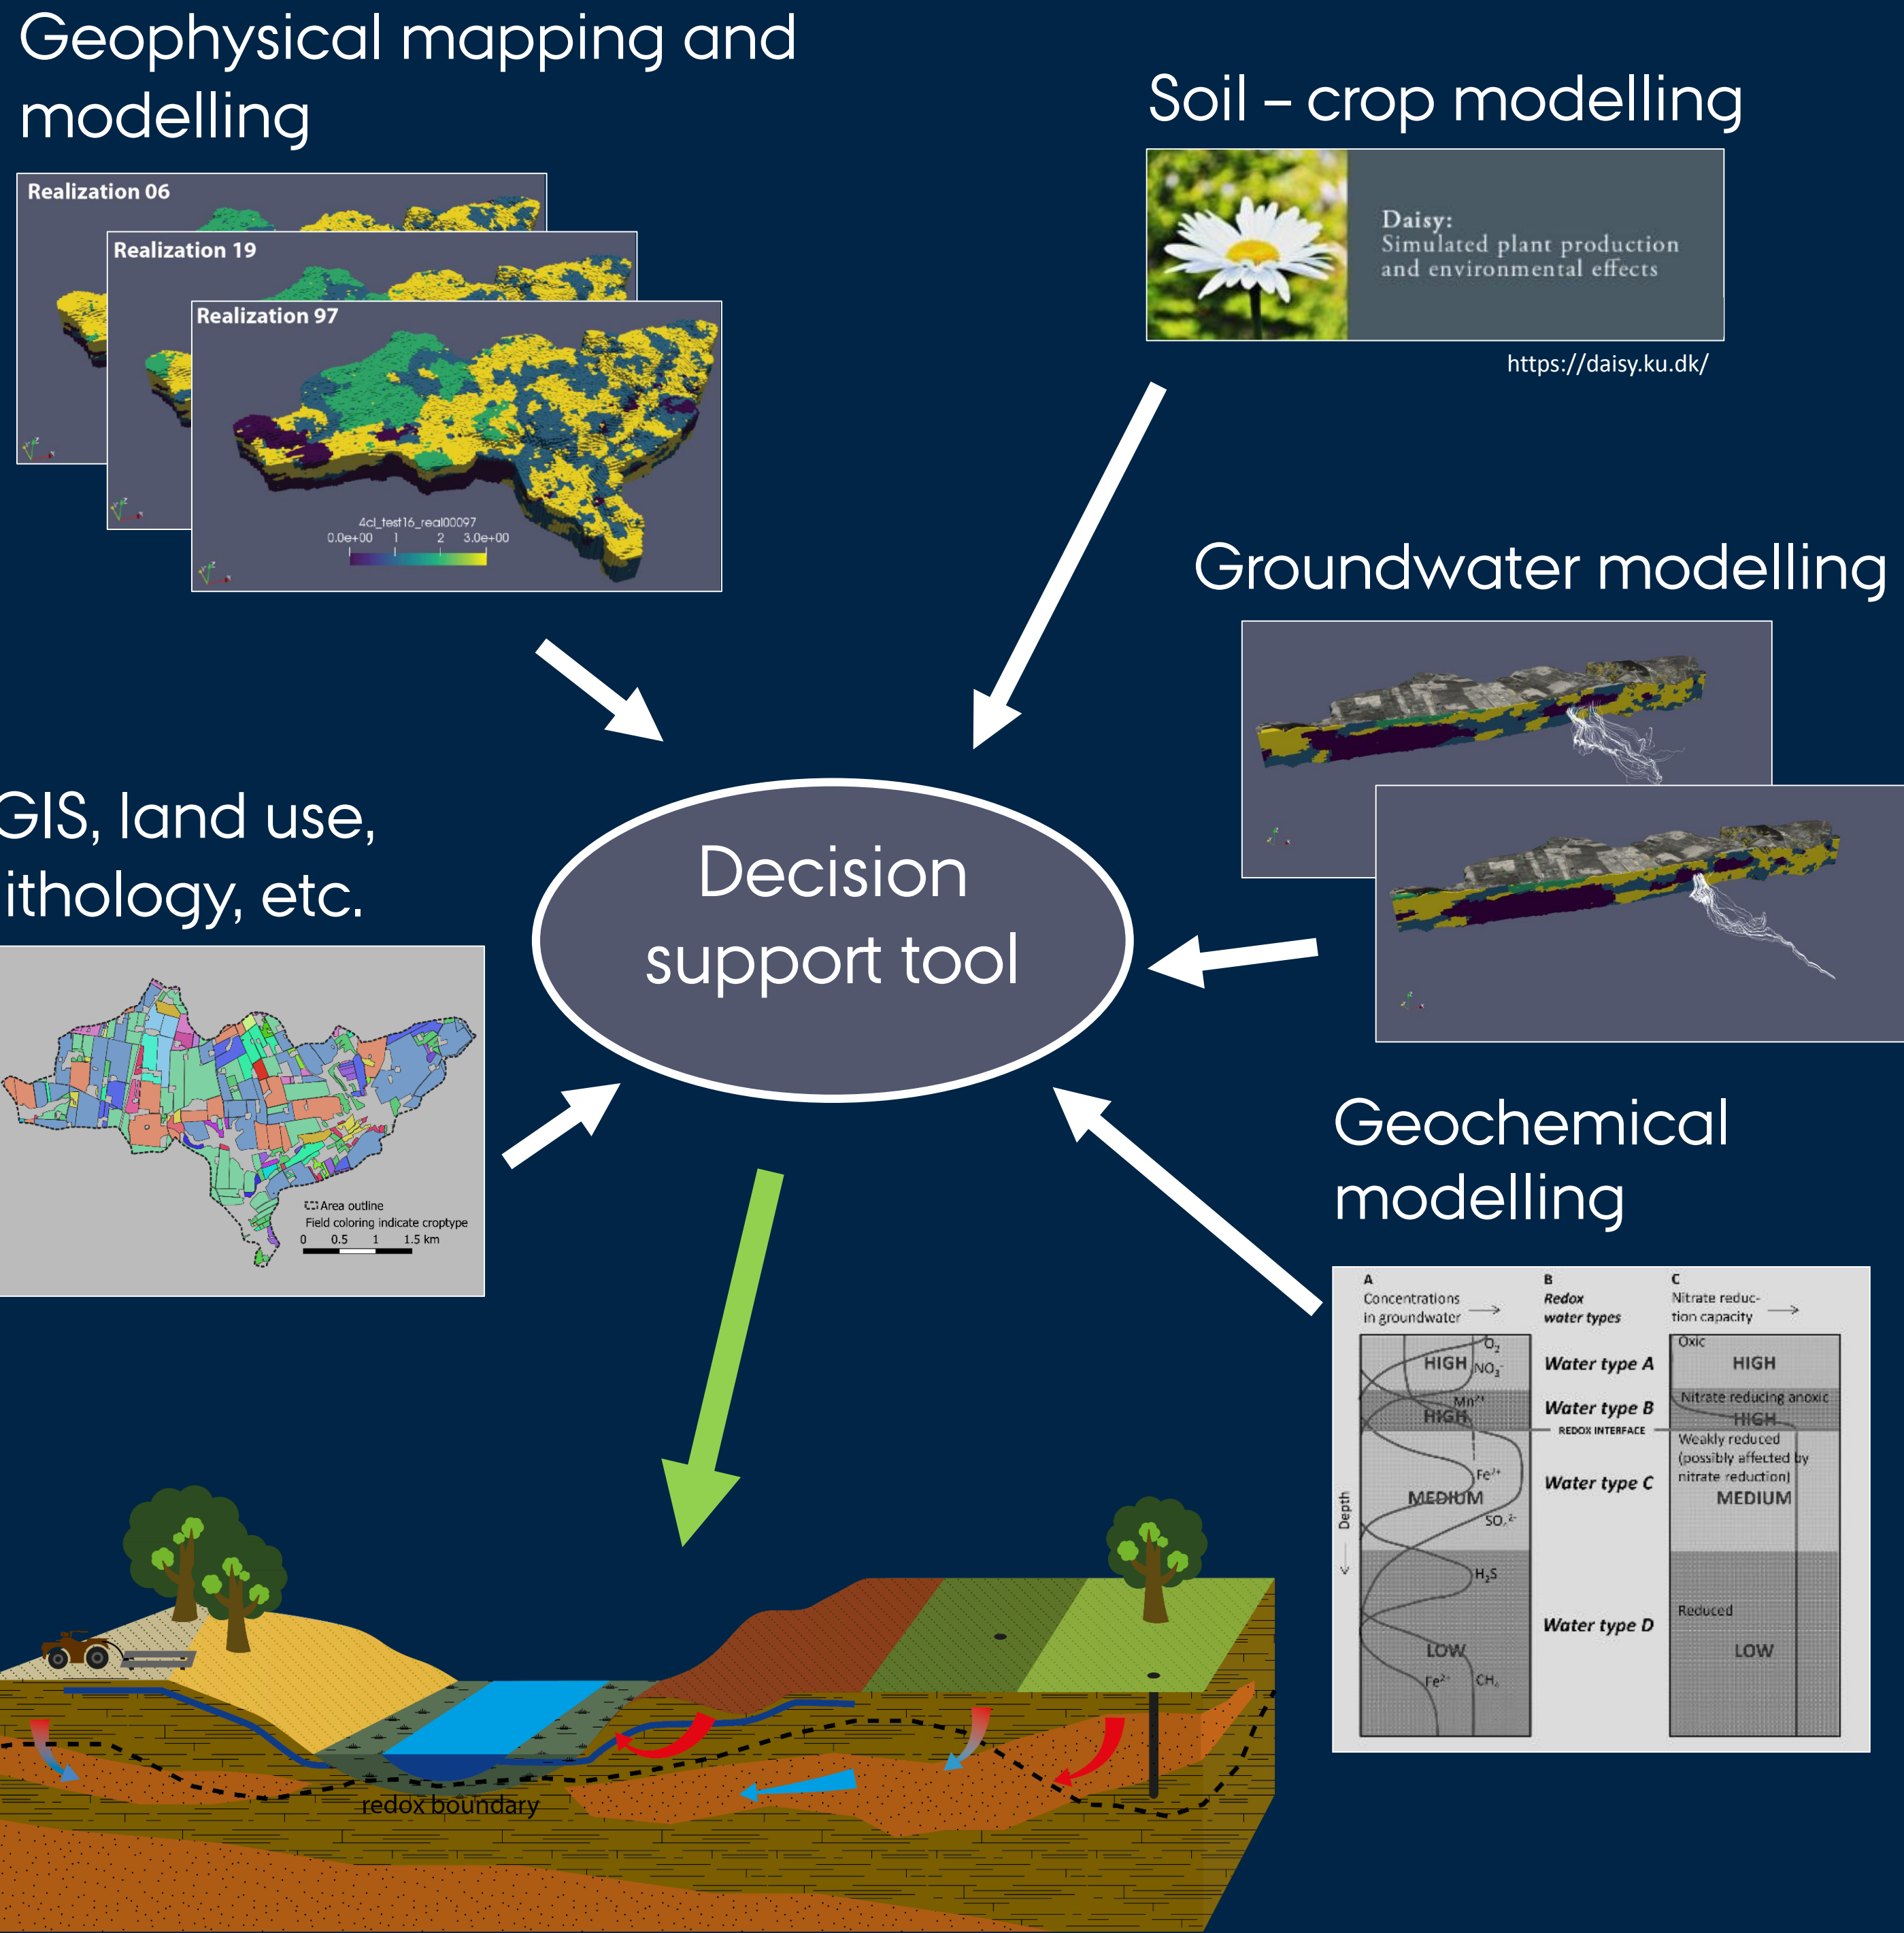 Geophysical mapping and
modelling
Realization 06
Realization 19
Realization 97
4cl_test16_real00097
0.0e+00 1 2 3.0e+00
Soil – crop modelling
Daisy:
Simulated plant production
and environmental effects
https://daisy.ku.dk/
Groundwater modelling
GIS, land use,
ithology, etc.
Area outline
Field coloring indicate croptype
0 0.5 1 1.5 km
Decision
support tool
Geochemical
modelling
A
Concentrations
in groundwater
B
Redox
water types
C
Nitrate reduc-
tion capacity
O2
HIGH
NO3-
Water type A
Oxic
HIGH
Mn2+
HIGH
Water type B
Nitrate reducing anoxic
HIGH
REDOX INTERFACE
Weakly reduced
(possibly affected by
nitrate reduction)
Fe2+
MEDIUM
Water type C
MEDIUM
SO42-
Depth
H2S
Water type D
Reduced
LOW
LOW
Fe2+
CH4
redox boundary